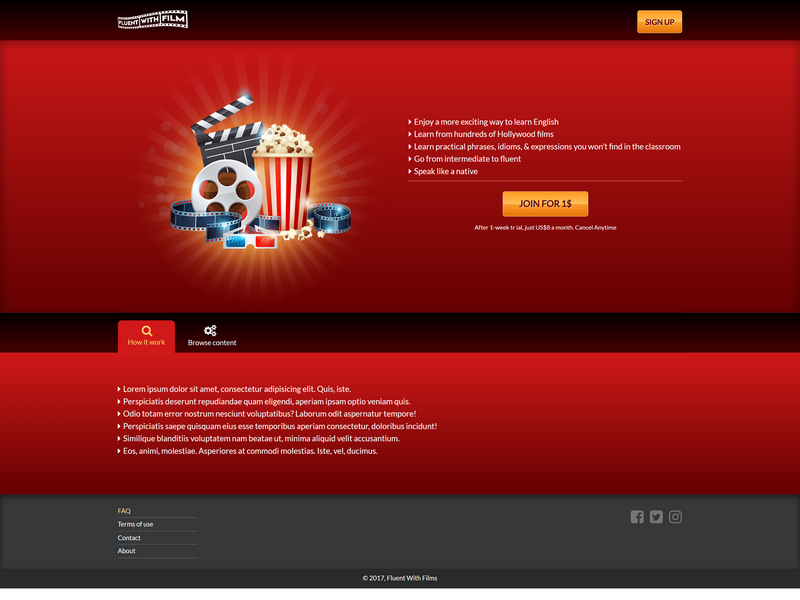 FLUENT WITH FILM
SIGN UP
Enjoy a more exciting way to learn English
Learn from hundreds of Hollywood films
Learn practical phrases, idioms, & expressions you won't find in the classroom
Go from intermediate to fluent
Speak like a native
JOIN FOR 1$
After 1-week tr ial, just US$8 a month. Cancel Anytime
How it work
Browse content
Lorem ipsum dolor sit amet, consectetur adipisicing elit. Quis, iste.
Perspiciatis deserunt repudiandae quam eligendi, aperiam ipsam optio veniam quis.
Odio totam error nostrum nesciunt voluptatibus? Laborum odit aspernatur tempore!
Perspiciatis saepe quisquam eius esse temporibus aperiam consectetur, doloribus incidunt!
Similique blanditiis voluptatem nam beatae ut, minima aliquid velit accusantium.
Eos, animi, molestiae. Asperiores at commodi molestias. Iste, vel, ducimus.
FAQ
Terms of use
Contact
About
© 2017, Fluent With Films